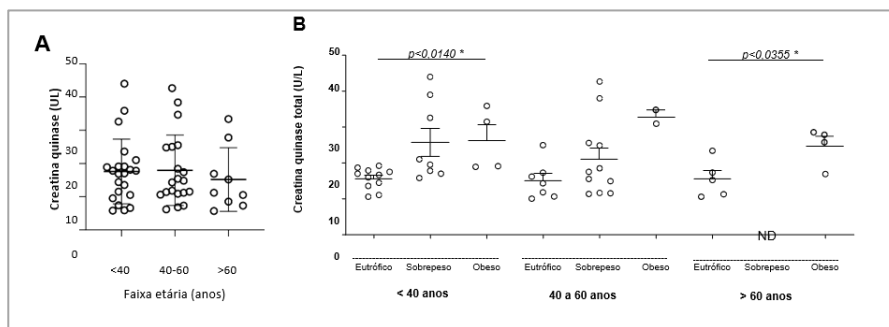 A
Creatina quinase (UL)
50
40
30
20
10
0
<40 40-60 >60
Faixa etária (anos)
B
Creatina quinase total (U/L)
50
40
30
20
10
0
p<0.0140 *
p<0.0355 *
ND
Eutrófico Sobrepeso Obeso Eutrófico Sobrepeso Obeso Eutrófico Sobrepeso Obeso
< 40 anos 40 a 60 anos > 60 anos